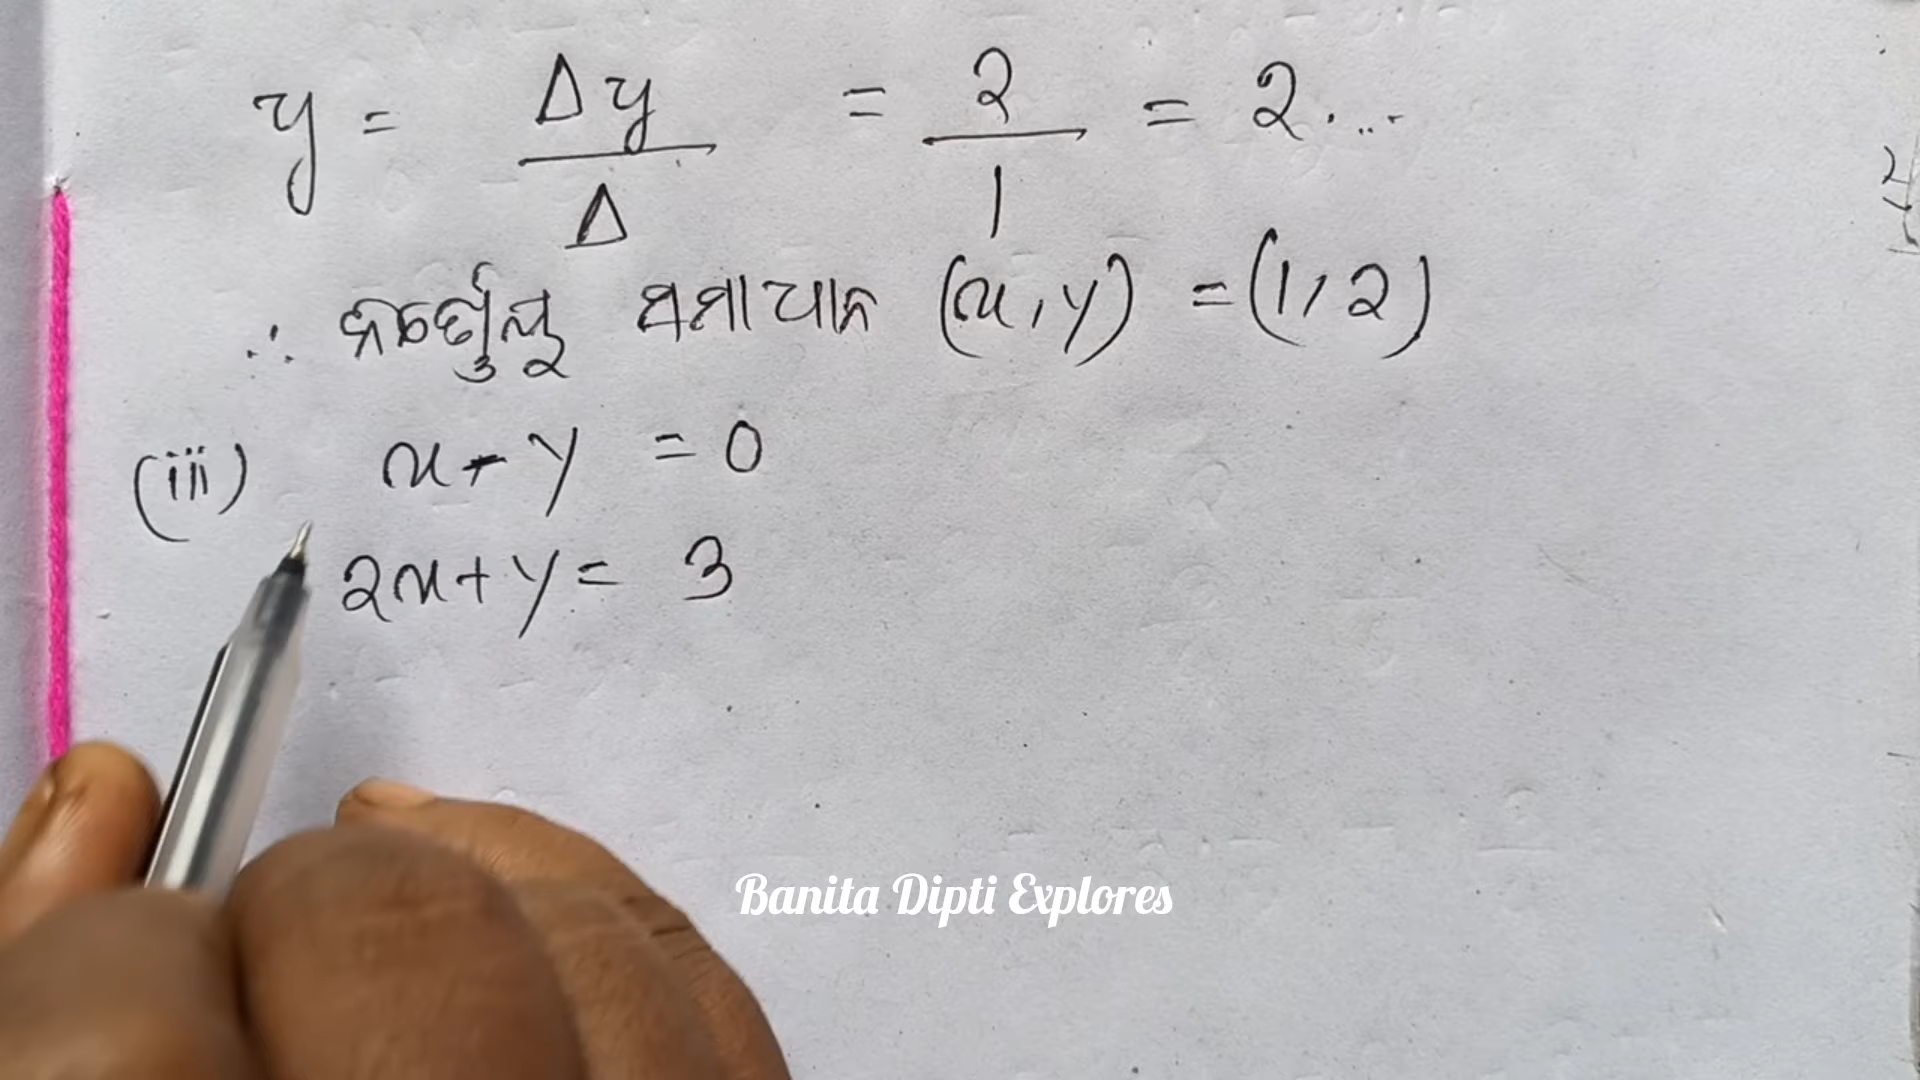 y = Δy / Δ = 2 / 1 = 2...
∴ ନିର୍ଣ୍ଣେୟ ସମାଧାନ (x, y) = (1, 2)
(iii) x - y = 0
2x + y = 3
Banita Dipti Explores